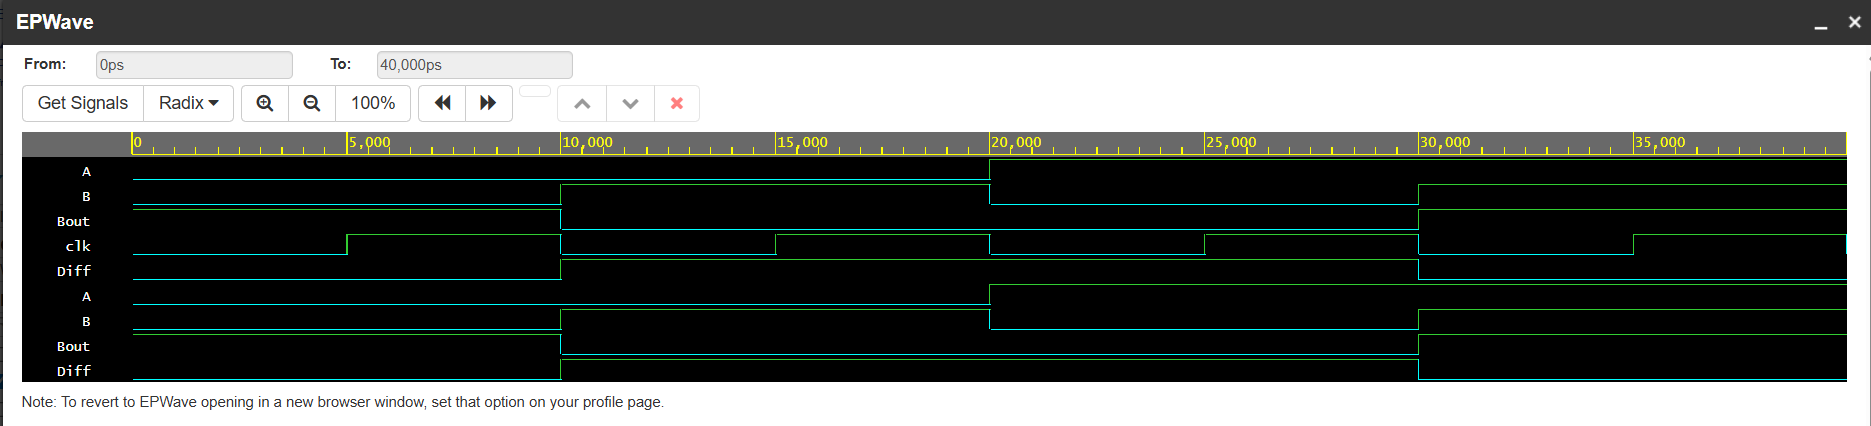 EPWave
From: 0ps To: 40,000ps
Get Signals Radix 100%
0 5,000 10,000 15,000 20,000 25,000 30,000 35,000
A
B
Bout
clk
Diff
A
B
Bout
Diff
Note: To revert to EPWave opening in a new browser window, set that option on your profile page.